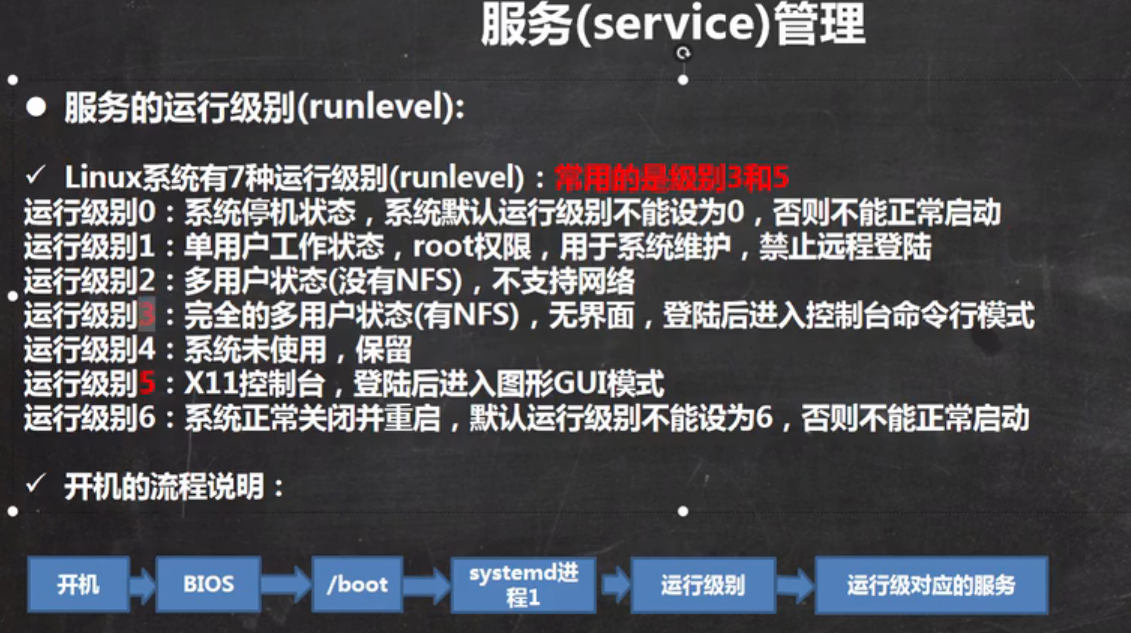 服务(service)管理
● 服务的运行级别(runlevel):
✓ Linux系统有7种运行级别(runlevel)：常用的是级别3和5
运行级别0：系统停机状态，系统默认运行级别不能设为0，否则不能正常启动
运行级别1：单用户工作状态，root权限，用于系统维护，禁止远程登陆
运行级别2：多用户状态(没有NFS)，不支持网络
运行级别3：完全的多用户状态(有NFS)，无界面，登陆后进入控制台命令行模式
运行级别4：系统未使用，保留
运行级别5：X11控制台，登陆后进入图形GUI模式
运行级别6：系统正常关闭并重启，默认运行级别不能设为6，否则不能正常启动
✓ 开机的流程说明：
开机
BIOS
/boot
systemd进
程1
运行级别
运行级对应的服务